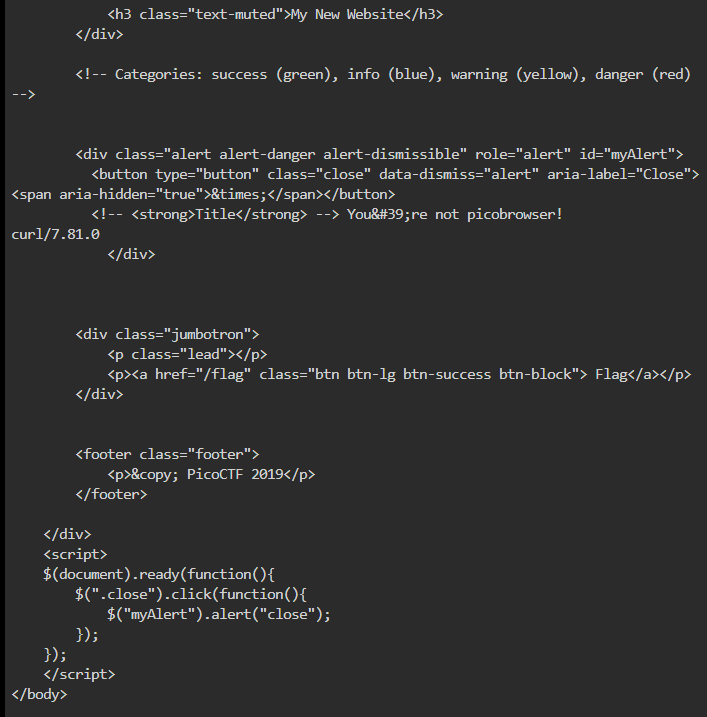 <h3 class="text-muted">My New Website</h3>
</div>
<!-- Categories: success (green), info (blue), warning (yellow), danger (red)
-->
<div class="alert alert-danger alert-dismissible" role="alert" id="myAlert">
<button type="button" class="close" data-dismiss="alert" aria-label="Close">
<span aria-hidden="true">&times;</span></button>
<!-- <strong>Title</strong> --> You&#39;re not picobrowser!
curl/7.81.0
</div>
<div class="jumbotron">
<p class="lead"></p>
<p><a href="/flag" class="btn btn-lg btn-success btn-block"> Flag</a></p>
</div>
<footer class="footer">
<p>&copy; PicoCTF 2019</p>
</footer>
</div>
<script>
$(document).ready(function(){
$(".close").click(function(){
$("myAlert").alert("close");
});
});
</script>
</body>